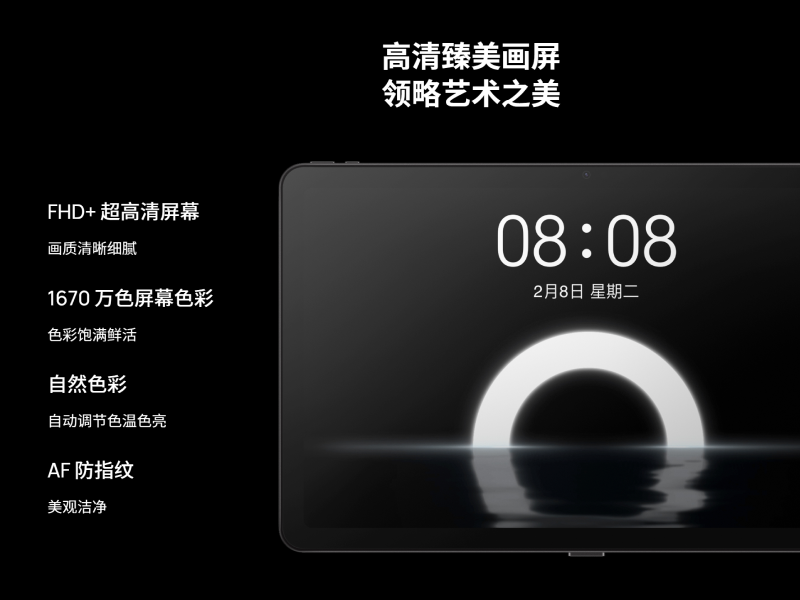 高清臻美画屏
领略艺术之美
FHD+ 超高清屏幕
画质清晰细腻
1670 万色屏幕色彩
色彩饱满鲜活
自然色彩
自动调节色温色亮
AF 防指纹
美观洁净
08:08
2月8日 星期二